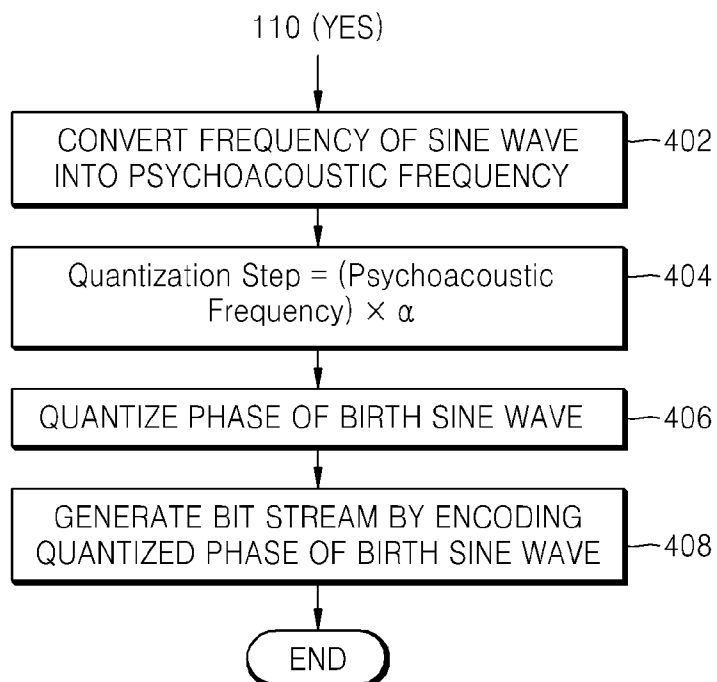 110 (YES)
CONVERT FREQUENCY OF SINE WAVE
INTO PSYCHOACOUSTIC FREQUENCY
402
Quantization Step = (Psychoacoustic
Frequency) × α
404
QUANTIZE PHASE OF BIRTH SINE WAVE
406
GENERATE BIT STREAM BY ENCODING
QUANTIZED PHASE OF BIRTH SINE WAVE
408
END